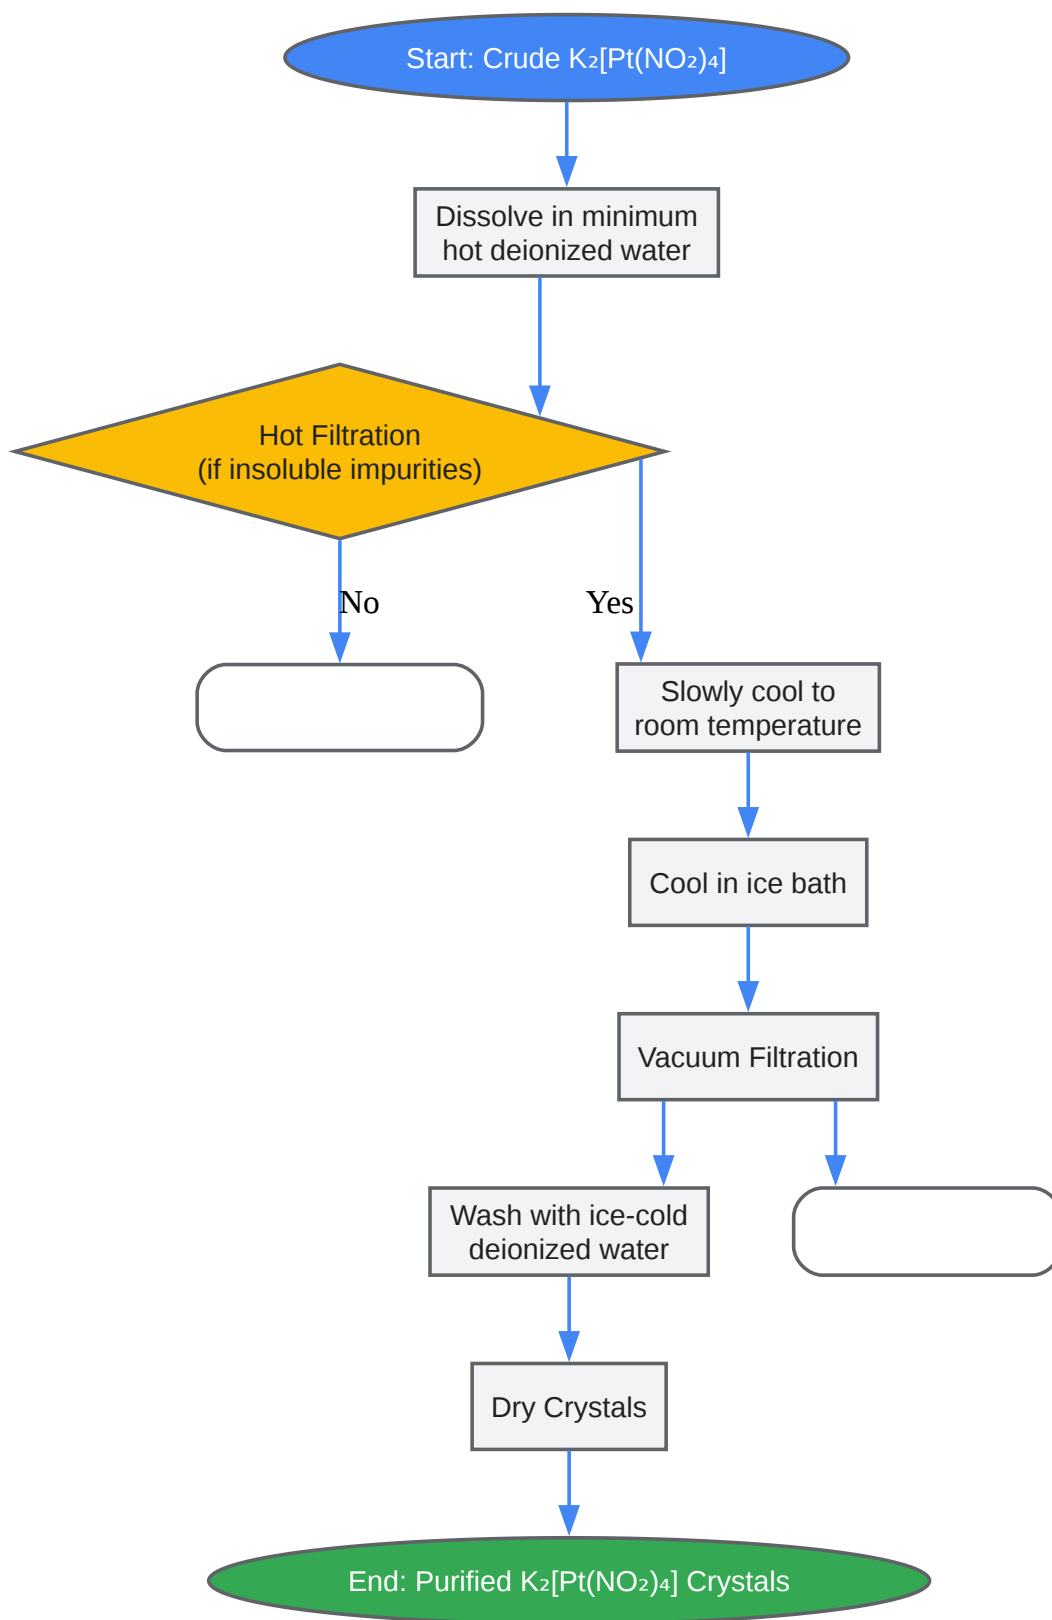 Start: Crude K₂[Pt(NO₂)₄]
Dissolve in minimum
hot deionized water
Hot Filtration
(if insoluble impurities)
No
Yes
Slowly cool to
room temperature
Cool in ice bath
Vacuum Filtration
Wash with ice-cold
deionized water
Dry Crystals
End: Purified K₂[Pt(NO₂)₄] Crystals